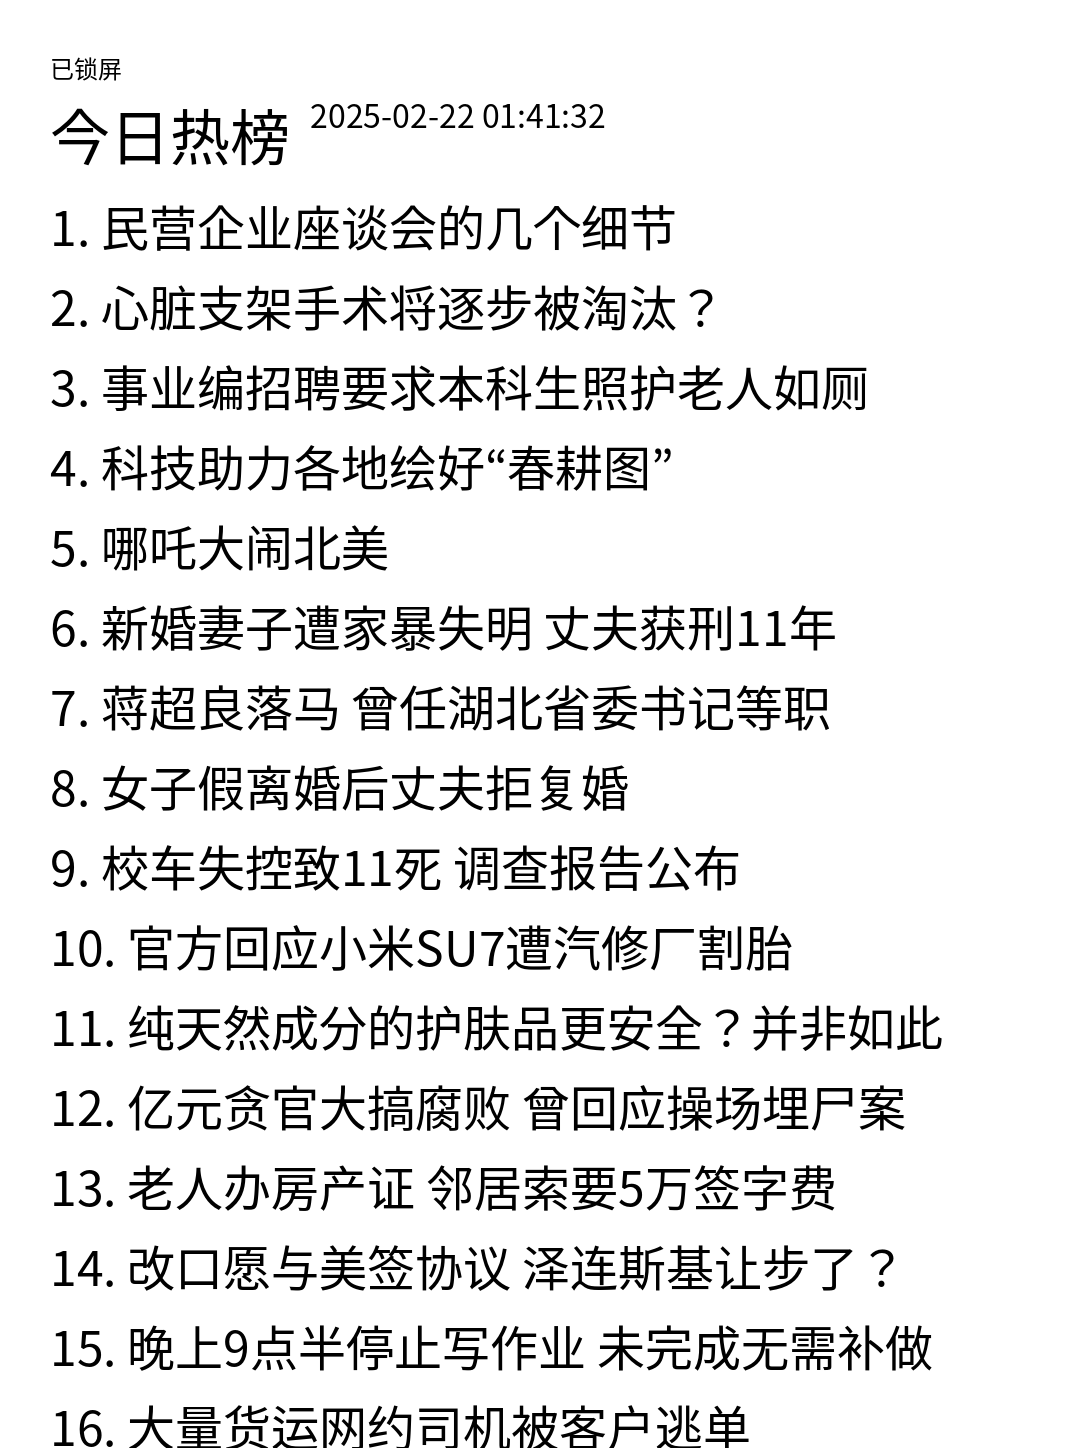 已锁屏
今日热榜 2025-02-22 01:41:32
1. 民营企业座谈会的几个细节
2. 心脏支架手术将逐步被淘汰？
3. 事业编招聘要求本科生照护老人如厕
4. 科技助力各地绘好“春耕图”
5. 哪吒大闹北美
6. 新婚妻子遭家暴失明 丈夫获刑11年
7. 蒋超良落马 曾任湖北省委书记等职
8. 女子假离婚后丈夫拒复婚
9. 校车失控致11死 调查报告公布
10. 官方回应小米SU7遭汽修厂割胎
11. 纯天然成分的护肤品更安全？并非如此
12. 亿元贪官大搞腐败 曾回应操场埋尸案
13. 老人办房产证 邻居索要5万签字费
14. 改口愿与美签协议 泽连斯基让步了？
15. 晚上9点半停止写作业 未完成无需补做
16. 大量货运网约司机被客户逃单